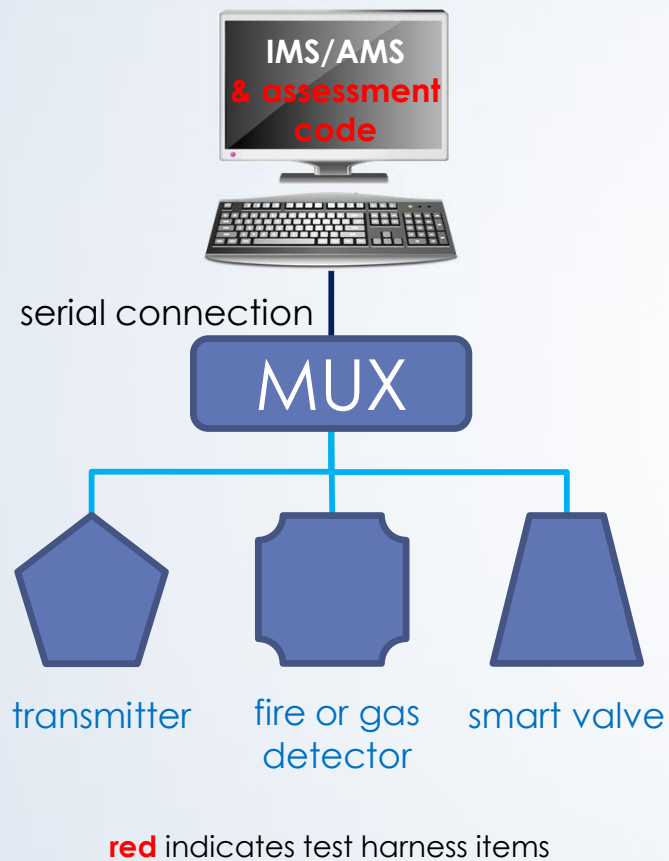 IMS/AMS
& assessment
code
serial connection
MUX
transmitter
fire or gas
detector
smart valve
red indicates test harness items